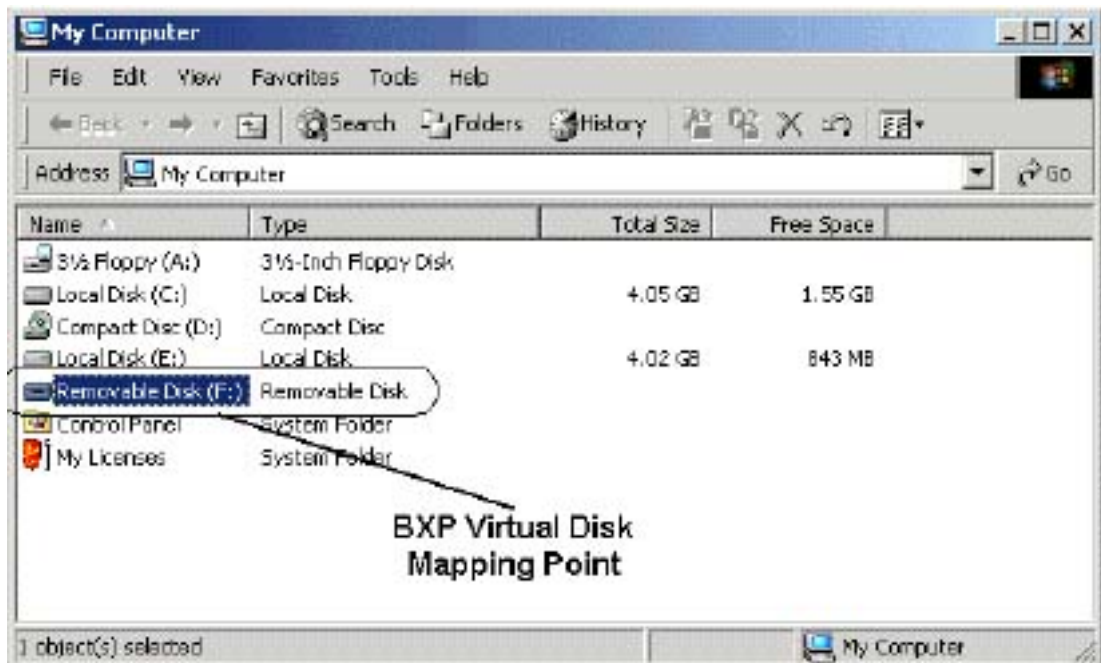 My Computer
File Edit View Favorites Tools Help
Back Search Folders History
Address My Computer Go
Name Type Total Size Free Space
3½ Floppy (A:) 3½-Inch Floppy Disk
Local Disk (C:) Local Disk 4.05 GB 1.55 GB
Compact Disc (D:) Compact Disc
Local Disk (E:) Local Disk 4.02 GB 843 MB
Removable Disk (F:) Removable Disk
Control Panel System Folder
My Licenses System Folder
BXP Virtual Disk
Mapping Point
1 object(s) selected My Computer